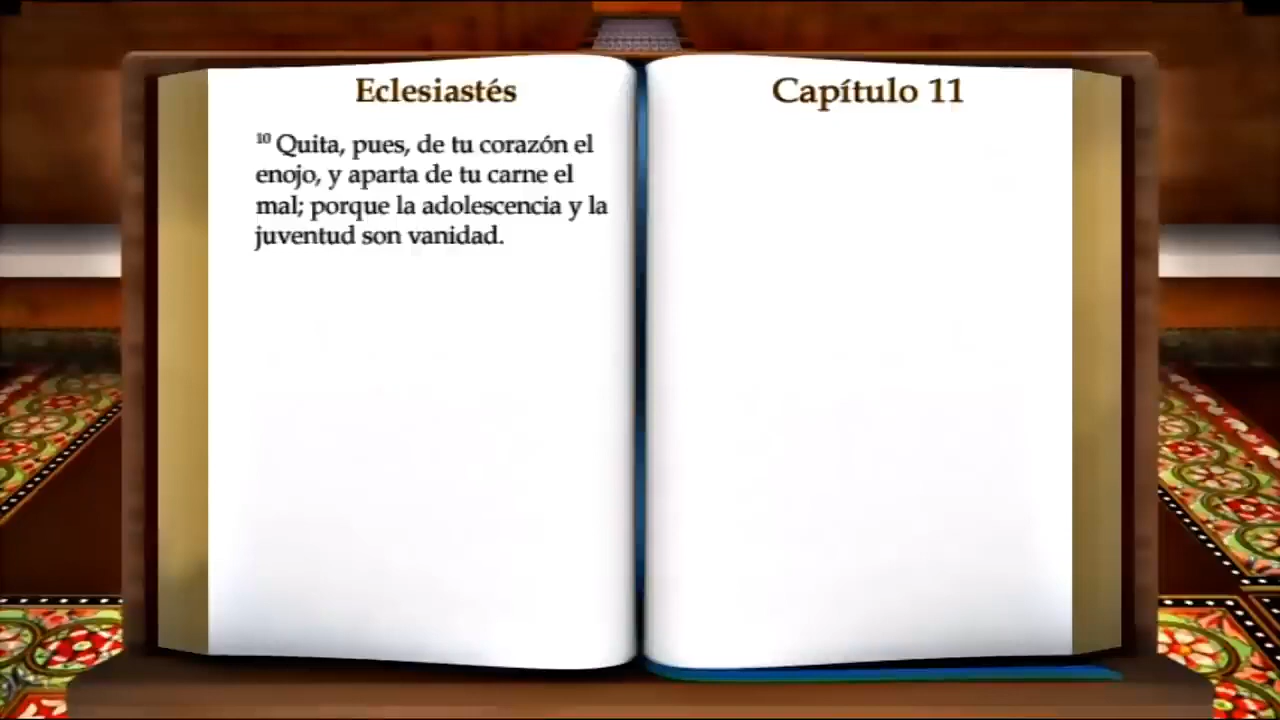 Eclesiastés
Capítulo 11
10 Quita, pues, de tu corazón el
enojo, y aparta de tu carne el
mal; porque la adolescencia y la
juventud son vanidad.